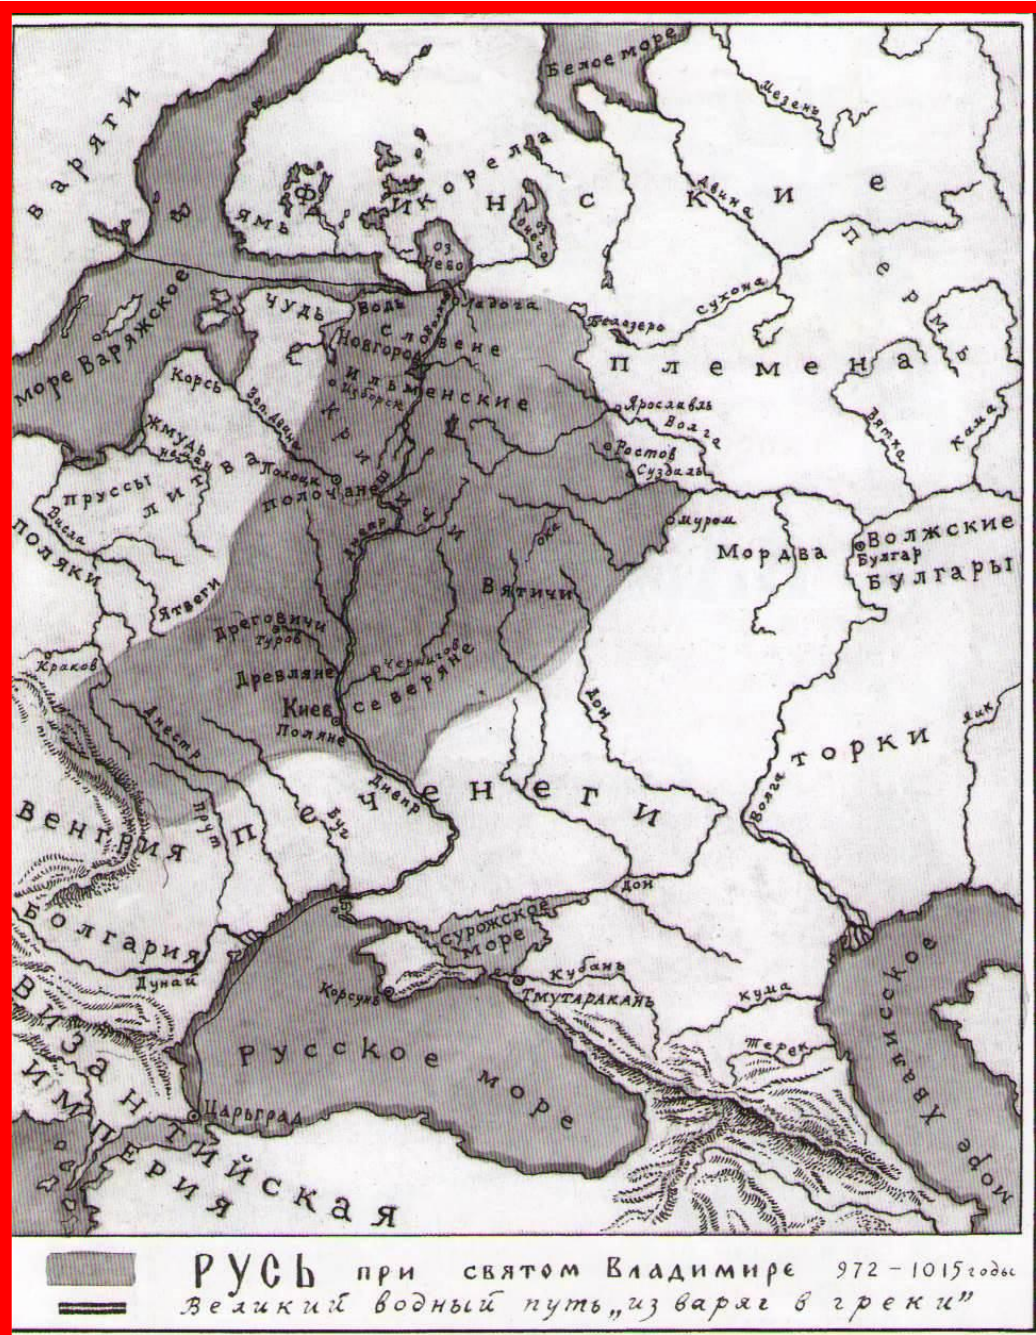 Белое море
Мезень
варяги
Двина
Корела
Финские
Ямь
оз Онега
оз Нево
Пермь
Сухона
Ладога
Водь
Чудь
Белозеро
море Варяжское
Словене
Новгород
Ильменские
Изборск
племена
Корсь
Зап. Двина
Ярославль
Волга
Вятка
Кама
Жмудь
Неман
Ростов
Суздаль
Кривичи
Полоцк
Полочане
Литва
Пруссы
Висла
Поляки
Днепр
ока
Муром
Мордва
Волжские
Булгар
Булгары
Ятвеги
Вятичи
Дреговичи
Туров
Чернигов
Краков
Древляне
Северяне
Киев
Поляне
Дон
Яик
Днестр
торки
Днепр
Волга
Печенеги
Буг
Прут
Венгрия
Дон
Болгария
Сурожское
море
Дунай
Кубань
Корсунь
Тмутаракань
кума
Терек
Русское море
море Хвалисское
Царьград
Византийская
империя
РУСЬ при святом Владимире 972 – 1015 годы
Великий водный путь „из варяг в греки”